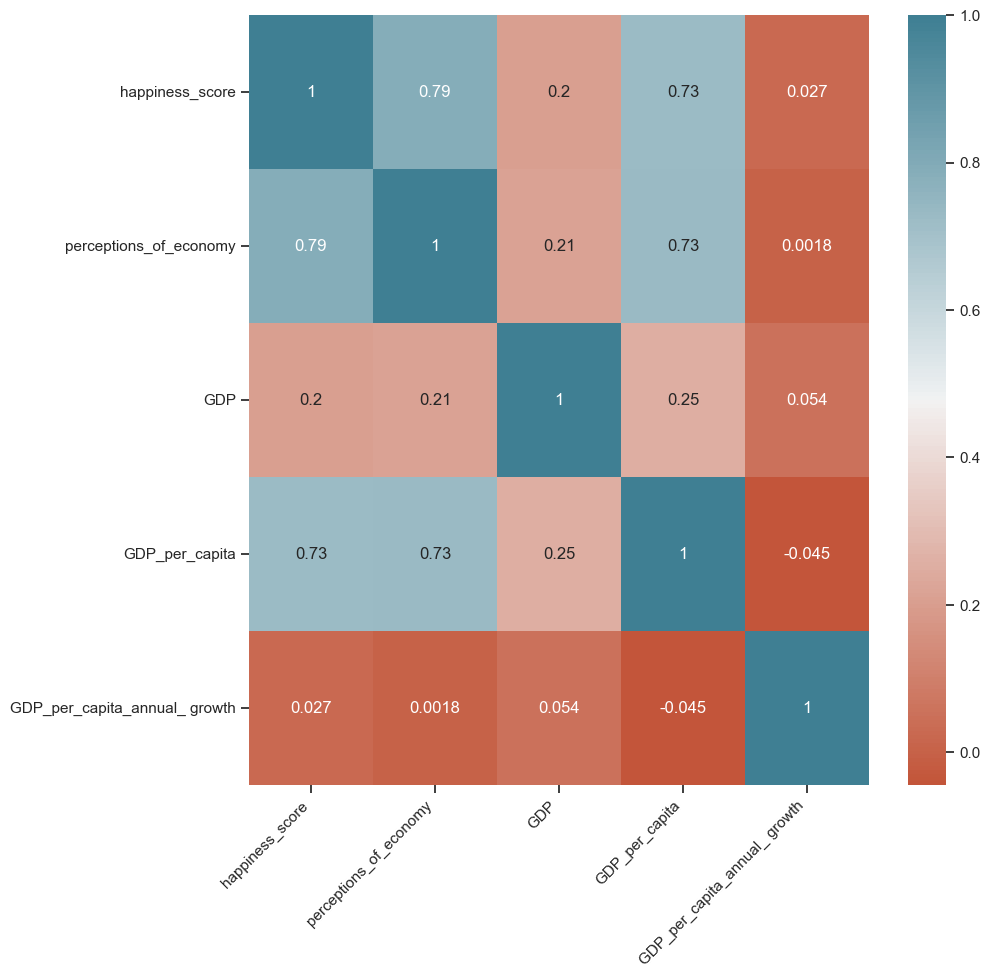 happiness_score 1 0.79 0.2 0.73 0.027
perceptions_of_economy 0.79 1 0.21 0.73 0.0018
GDP 0.2 0.21 1 0.25 0.054
GDP_per_capita 0.73 0.73 0.25 1 -0.045
GDP_per_capita_annual_ growth 0.027 0.0018 0.054 -0.045 1
happiness_score
perceptions_of_economy
GDP
GDP_per_capita
GDP_per_capita_annual_ growth
1.0
0.8
0.6
0.4
0.2
0.0